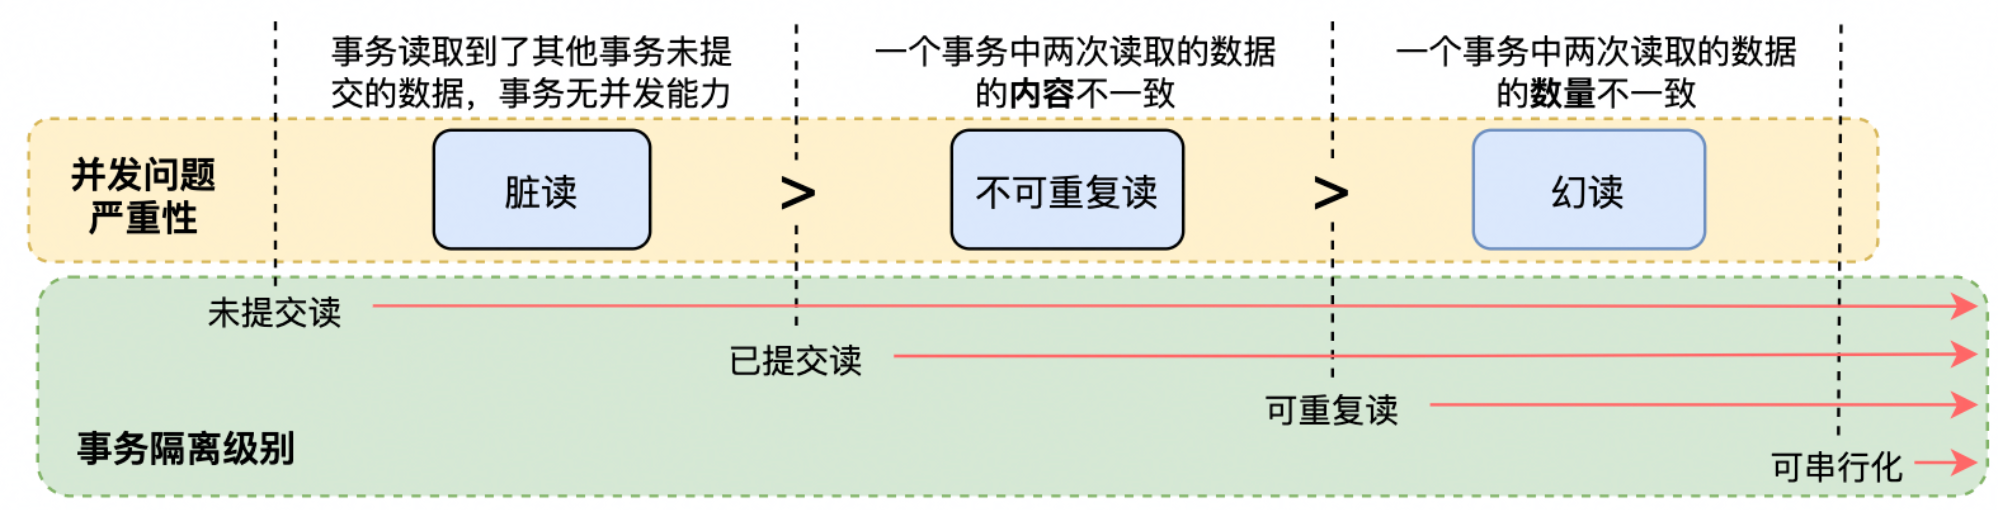 事务读取到了其他事务未提
交的数据，事务无并发能力
一个事务中两次读取的数据
的内容不一致
一个事务中两次读取的数据
的数量不一致
并发问题
严重性
脏读
>
不可重复读
>
幻读
未提交读
已提交读
可重复读
可串行化
事务隔离级别